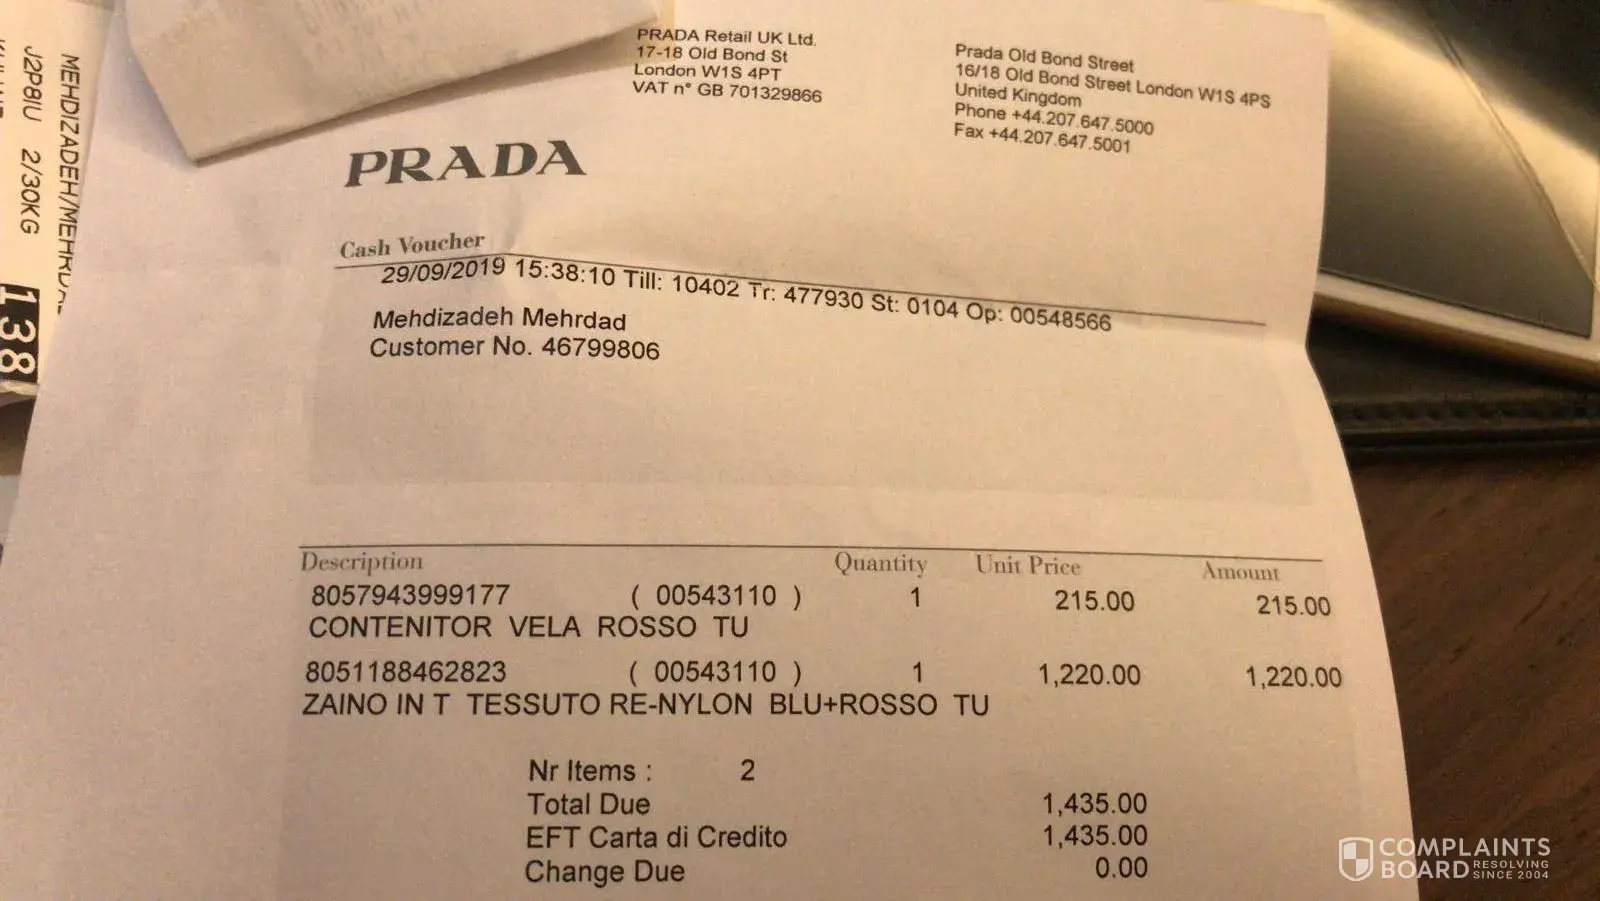 MEHDIZADEH/MEHRDA
J2P8IU 2/30KG
138
PRADA Retail UK Ltd.
17-18 Old Bond St
London W1S 4PT
VAT n° GB 701329866
Prada Old Bond Street
16/18 Old Bond Street London W1S 4PS
United Kingdom
Phone +44.207.647.5000
Fax +44.207.647.5001
PRADA
Cash Voucher
29/09/2019 15:38:10 Till: 10402 Tr: 477930 St: 0104 Op: 00548566
Mehdizadeh Mehrdad
Customer No. 46799806
Description Quantity Unit Price Amount
8057943999177 ( 00543110 ) 1 215.00 215.00
CONTENITOR VELA ROSSO TU
8051188462823 ( 00543110 ) 1 1,220.00 1,220.00
ZAINO IN T TESSUTO RE-NYLON BLU+ROSSO TU
Nr Items : 2
Total Due 1,435.00
EFT Carta di Credito 1,435.00
Change Due 0.00
COMPLAINTS
BOARD RESOLVING
SINCE 2004